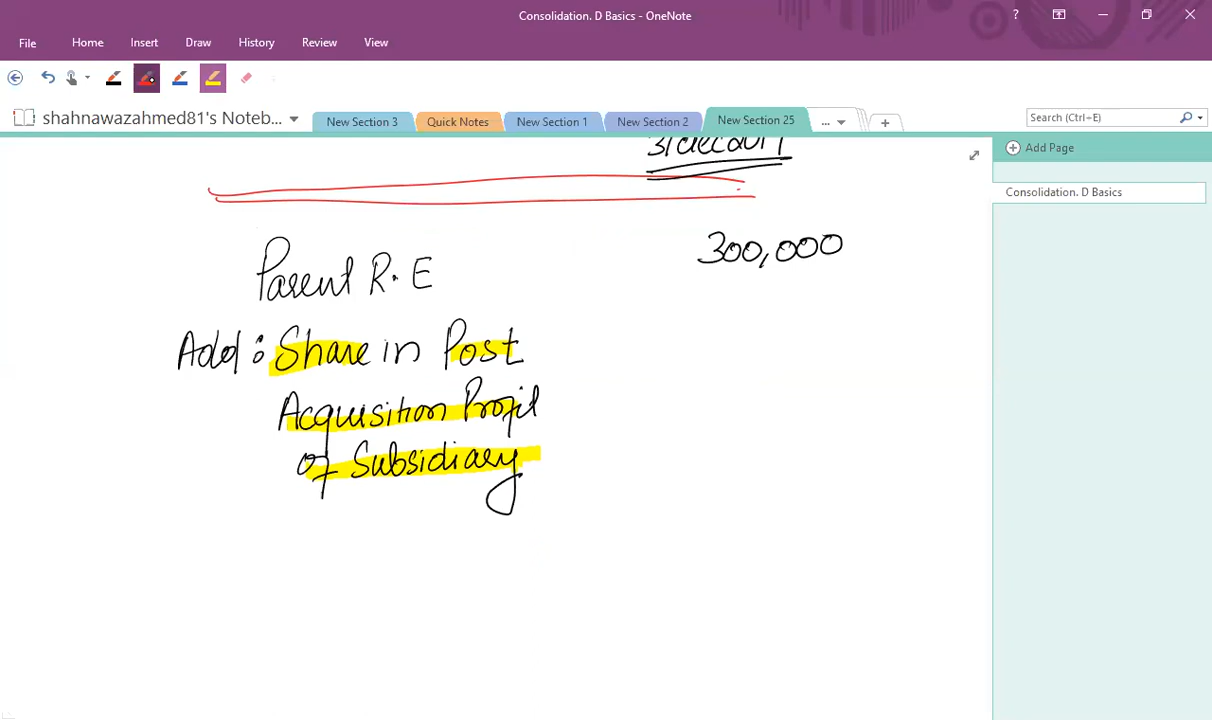 Consolidation. D Basics - OneNote
?
File Home Insert Draw History Review View
shahnawazahmed81's Noteb...
New Section 3 Quick Notes New Section 1 New Section 2 New Section 25 ... +
Search (Ctrl+E)
Add Page
Consolidation. D Basics
300,000
Parent R. E
Add: Share in Post
Acquisition Profit
of Subsidiary